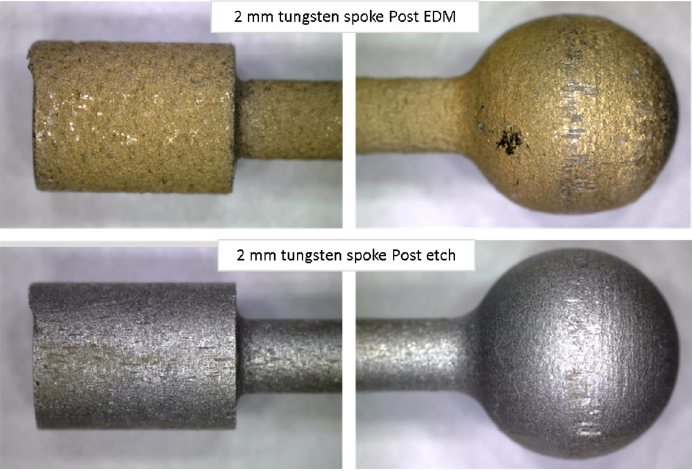 2 mm tungsten spoke Post EDM
2 mm tungsten spoke Post etch